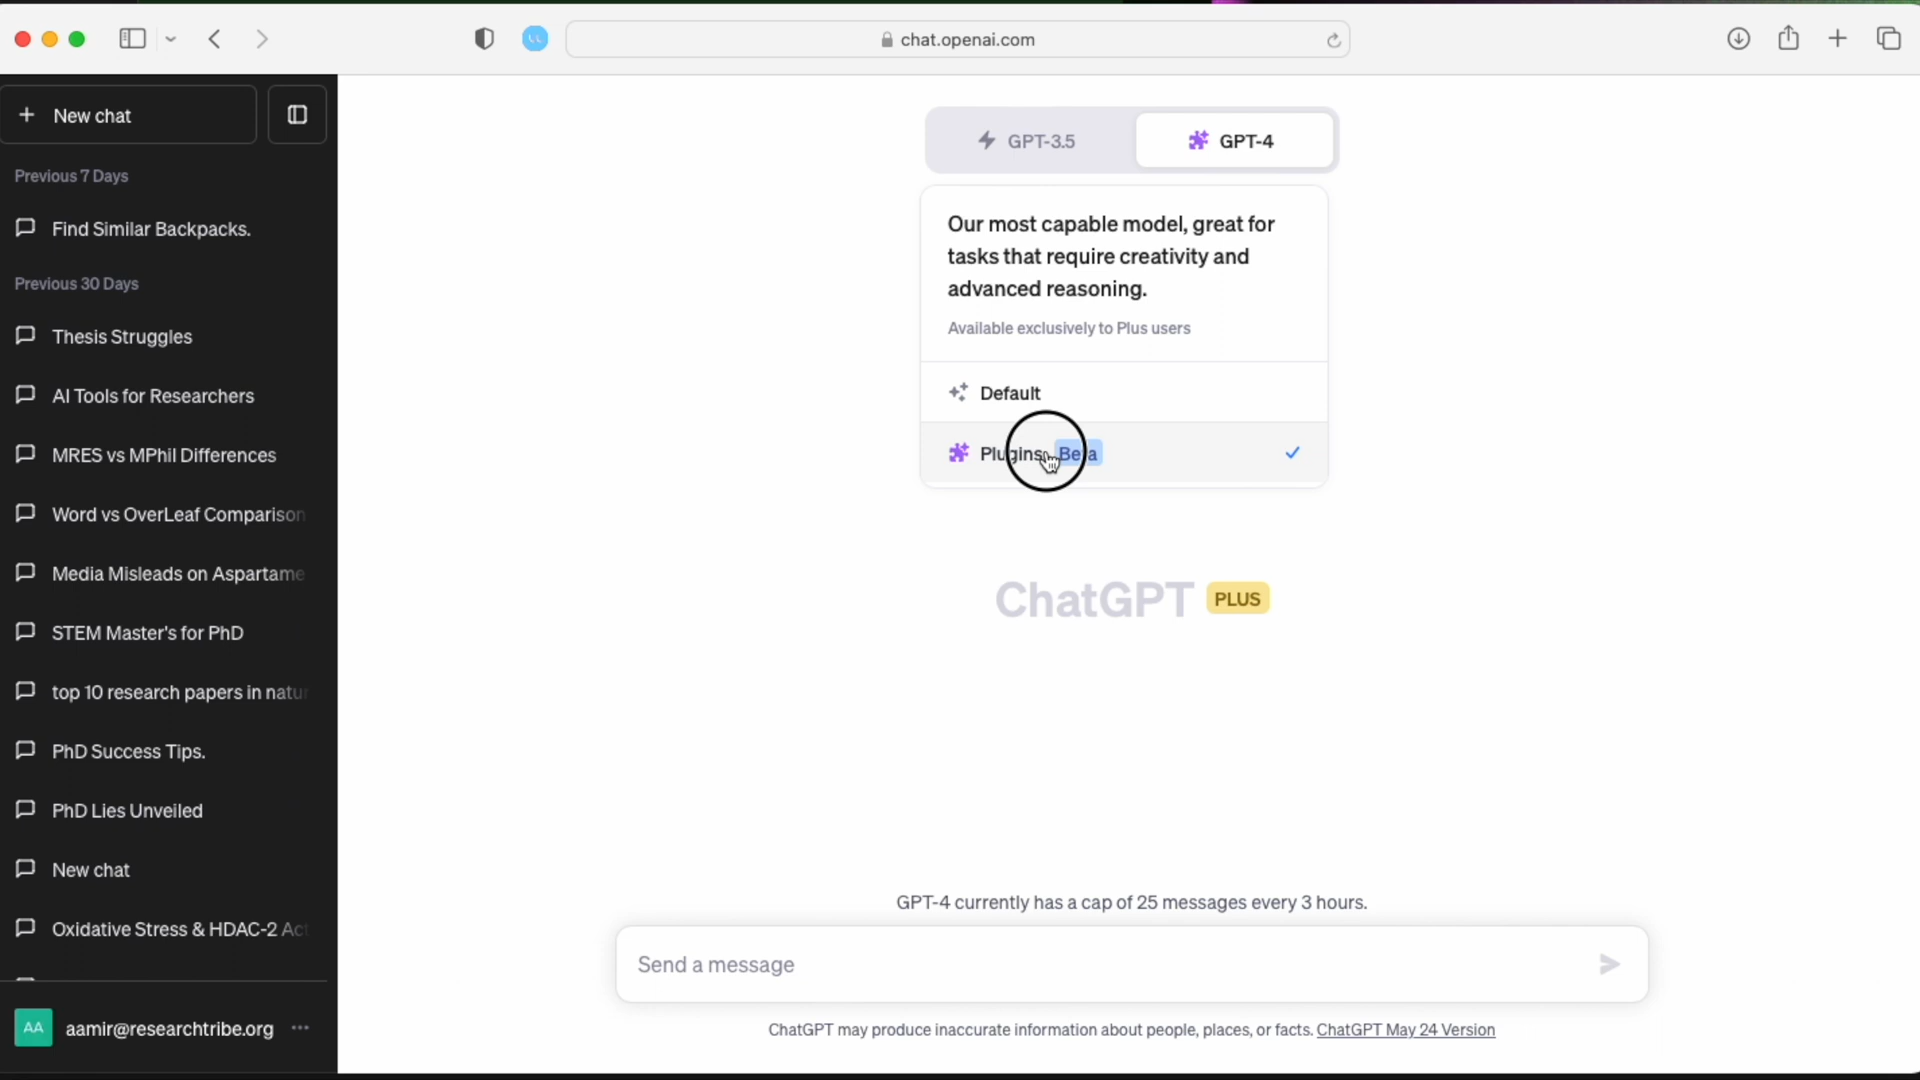 chat.openai.com
New chat
Previous 7 Days
Find Similar Backpacks.
Previous 30 Days
Thesis Struggles
AI Tools for Researchers
MRES vs MPhil Differences
Word vs OverLeaf Comparison
Media Misleads on Aspartame
STEM Master's for PhD
top 10 research papers in natur
PhD Success Tips.
PhD Lies Unveiled
New chat
Oxidative Stress & HDAC-2 Act
AA aamir@researchtribe.org
GPT-3.5 GPT-4
Our most capable model, great for
tasks that require creativity and
advanced reasoning.
Available exclusively to Plus users
Default
Plugins Beta
ChatGPT PLUS
GPT-4 currently has a cap of 25 messages every 3 hours.
Send a message
ChatGPT may produce inaccurate information about people, places, or facts. ChatGPT May 24 Version